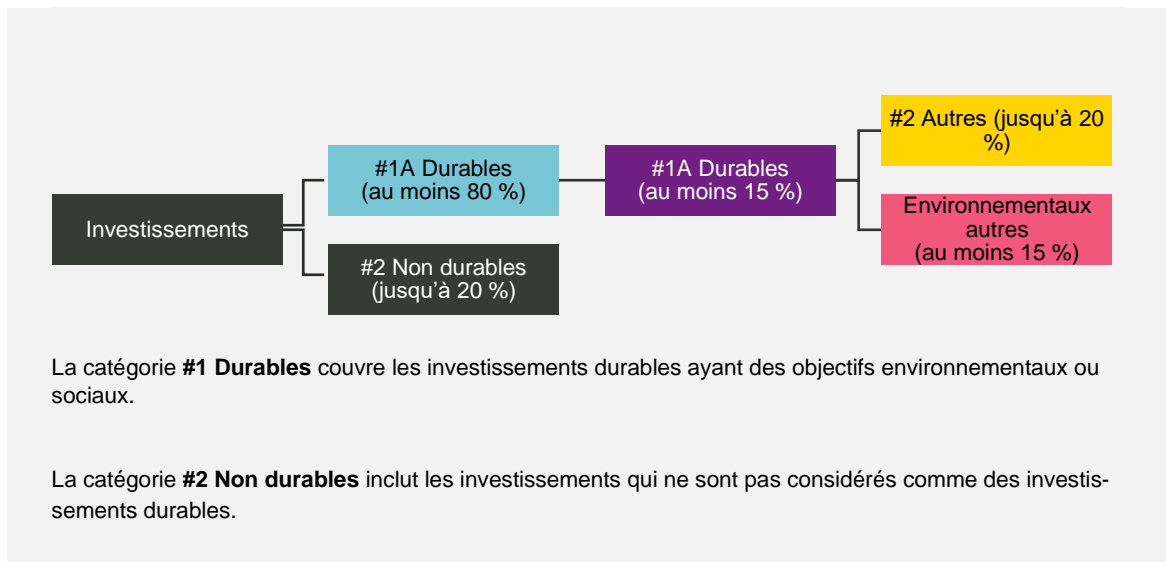 Investissements
#1A Durables
(au moins 80 %)
#2 Non durables
(jusqu’à 20 %)
#1A Durables
(au moins 15 %)
#2 Autres (jusqu’à 20
%)
Environnementaux
autres
(au moins 15 %)
La catégorie #1 Durables couvre les investissements durables ayant des objectifs environnementaux ou
sociaux.
La catégorie #2 Non durables inclut les investissements qui ne sont pas considérés comme des investis-
sements durables.